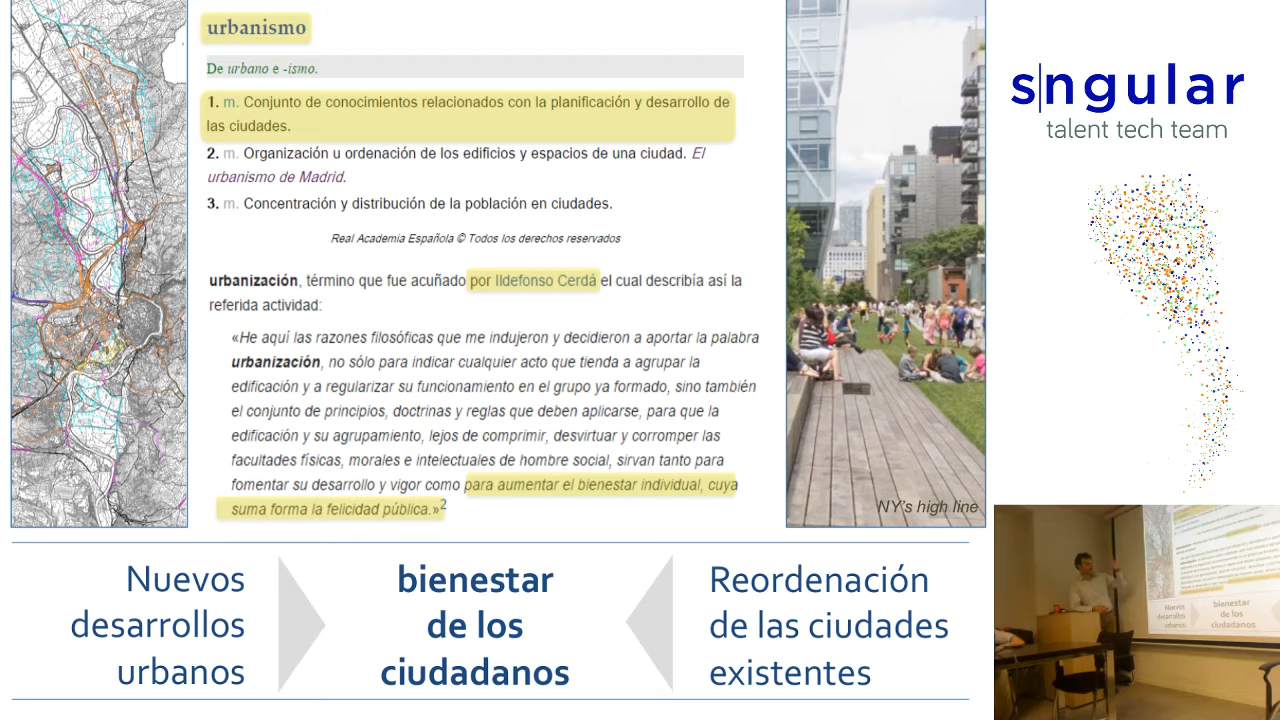 urbanismo
De urbano e -ismo.
1. m. Conjunto de conocimientos relacionados con la planificación y desarrollo de
las ciudades.
2. m. Organización u ordenación de los edificios y espacios de una ciudad. El
urbanismo de Madrid.
3. m. Concentración y distribución de la población en ciudades.
Real Academia Española © Todos los derechos reservados
urbanización, término que fue acuñado por Ildefonso Cerdá el cual describía así la
referida actividad:
«He aquí las razones filosóficas que me indujeron y decidieron a aportar la palabra
urbanización, no sólo para indicar cualquier acto que tienda a agrupar la
edificación y a regularizar su funcionamiento en el grupo ya formado, sino también
el conjunto de principios, doctrinas y reglas que deben aplicarse, para que la
edificación y su agrupamiento, lejos de comprimir, desvirtuar y corromper las
facultades físicas, morales e intelectuales de hombre social, sirvan tanto para
fomentar su desarrollo y vigor como para aumentar el bienestar individual, cuya
suma forma la felicidad pública.»2
NY's high line
Nuevos
desarrollos
urbanos
bienestar
de los
ciudadanos
Reordenación
de las ciudades
existentes
sngular
talent tech team
Nuevos
desarrollos
urbanos
bienestar
de los
ciudadanos